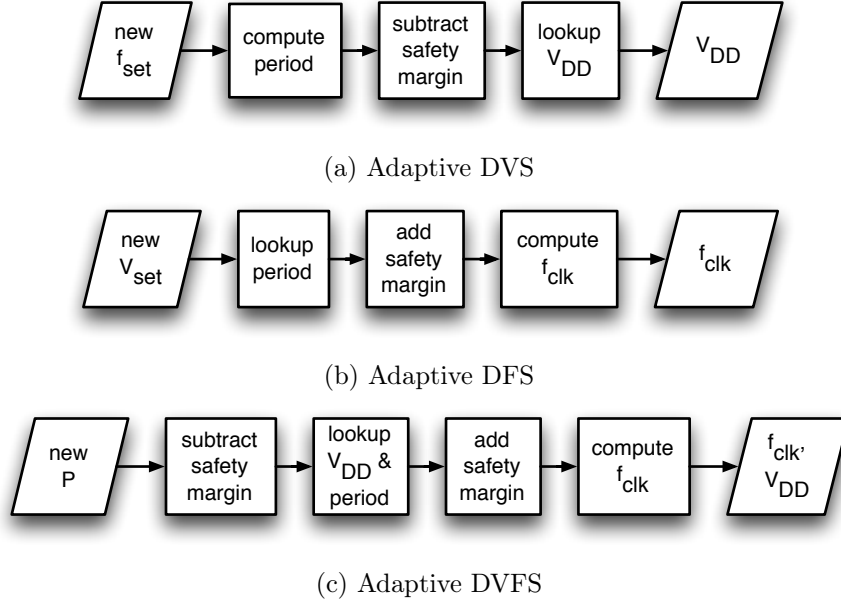 new
f_set
compute
period
subtract
safety
margin
lookup
V_DD
V_DD
(a) Adaptive DVS
new
V_set
lookup
period
add
safety
margin
compute
f_clk
f_clk
(b) Adaptive DFS
new
P
subtract
safety
margin
lookup
V_DD &
period
add
safety
margin
compute
f_clk
f_clk,
V_DD
(c) Adaptive DVFS